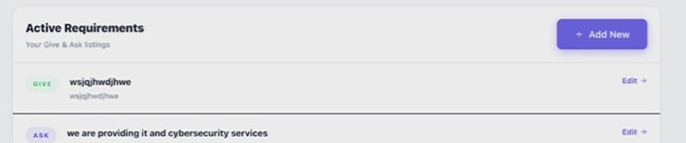 Active Requirements
Your Give & Ask listings
+ Add New
GIVE
wsjqjhwdjhwe
Edit →
wsjqjhwdjhwe
ASK
we are providing it and cybersecurity services
Edit →